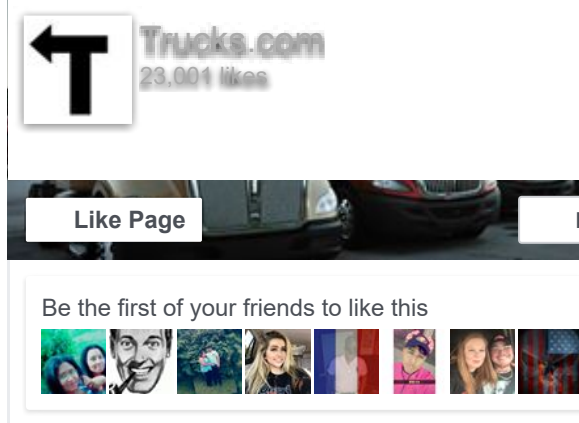 Trucks.com
23,001 likes
Like Page
Be the first of your friends to like this